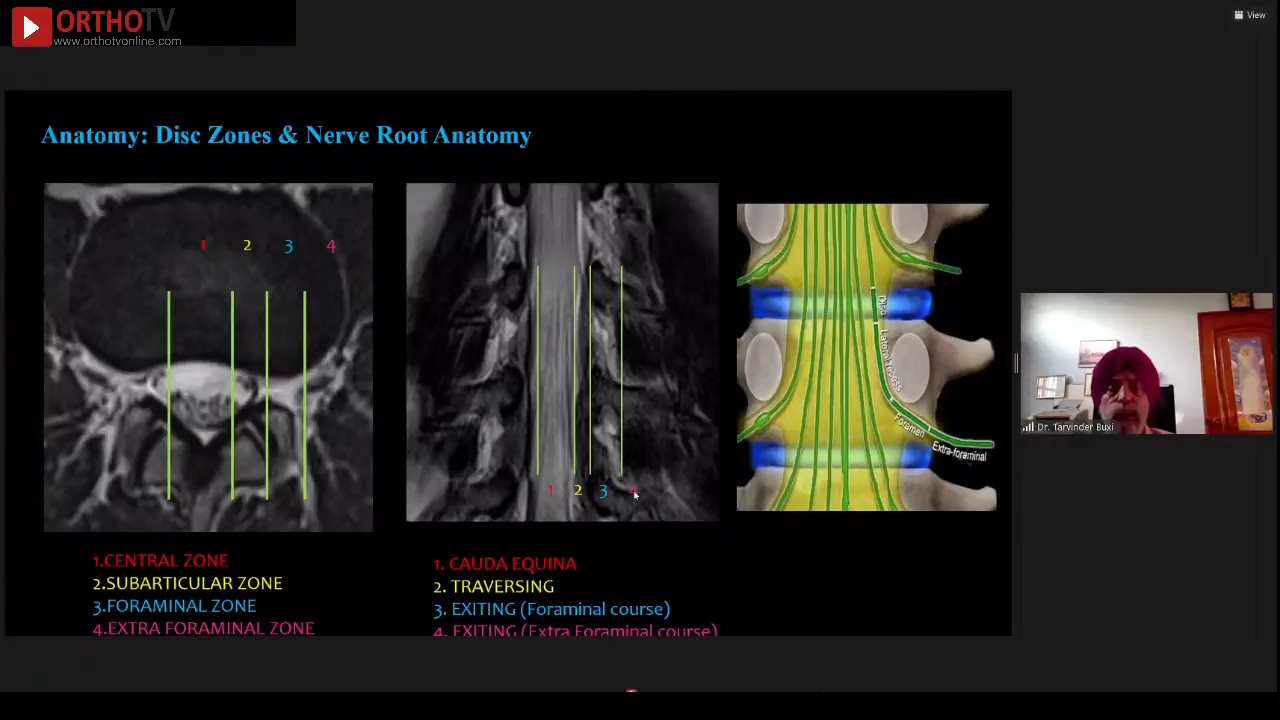 ORTHOTV
www.orthotvonline.com
View
Anatomy: Disc Zones & Nerve Root Anatomy
1 2 3 4
1 2 3 4
Disc
Lateral recess
Foramen
Extra-foraminal
1.CENTRAL ZONE
2.SUBARTICULAR ZONE
3.FORAMINAL ZONE
4.EXTRA FORAMINAL ZONE
1. CAUDA EQUINA
2. TRAVERSING
3. EXITING (Foraminal course)
4. EXITING (Extra Foraminal course)
Dr. Tarvinder Buxi